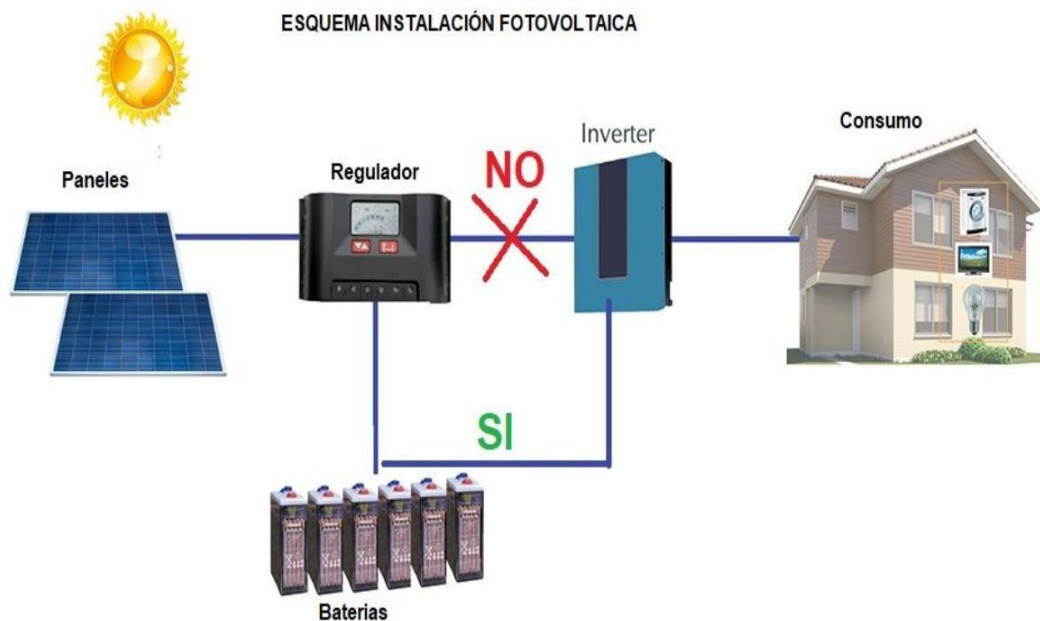 ESQUEMA INSTALACIÓN FOTOVOLTAICA
Paneles
Regulador
NO
Inverter
Consumo
SI
Baterias